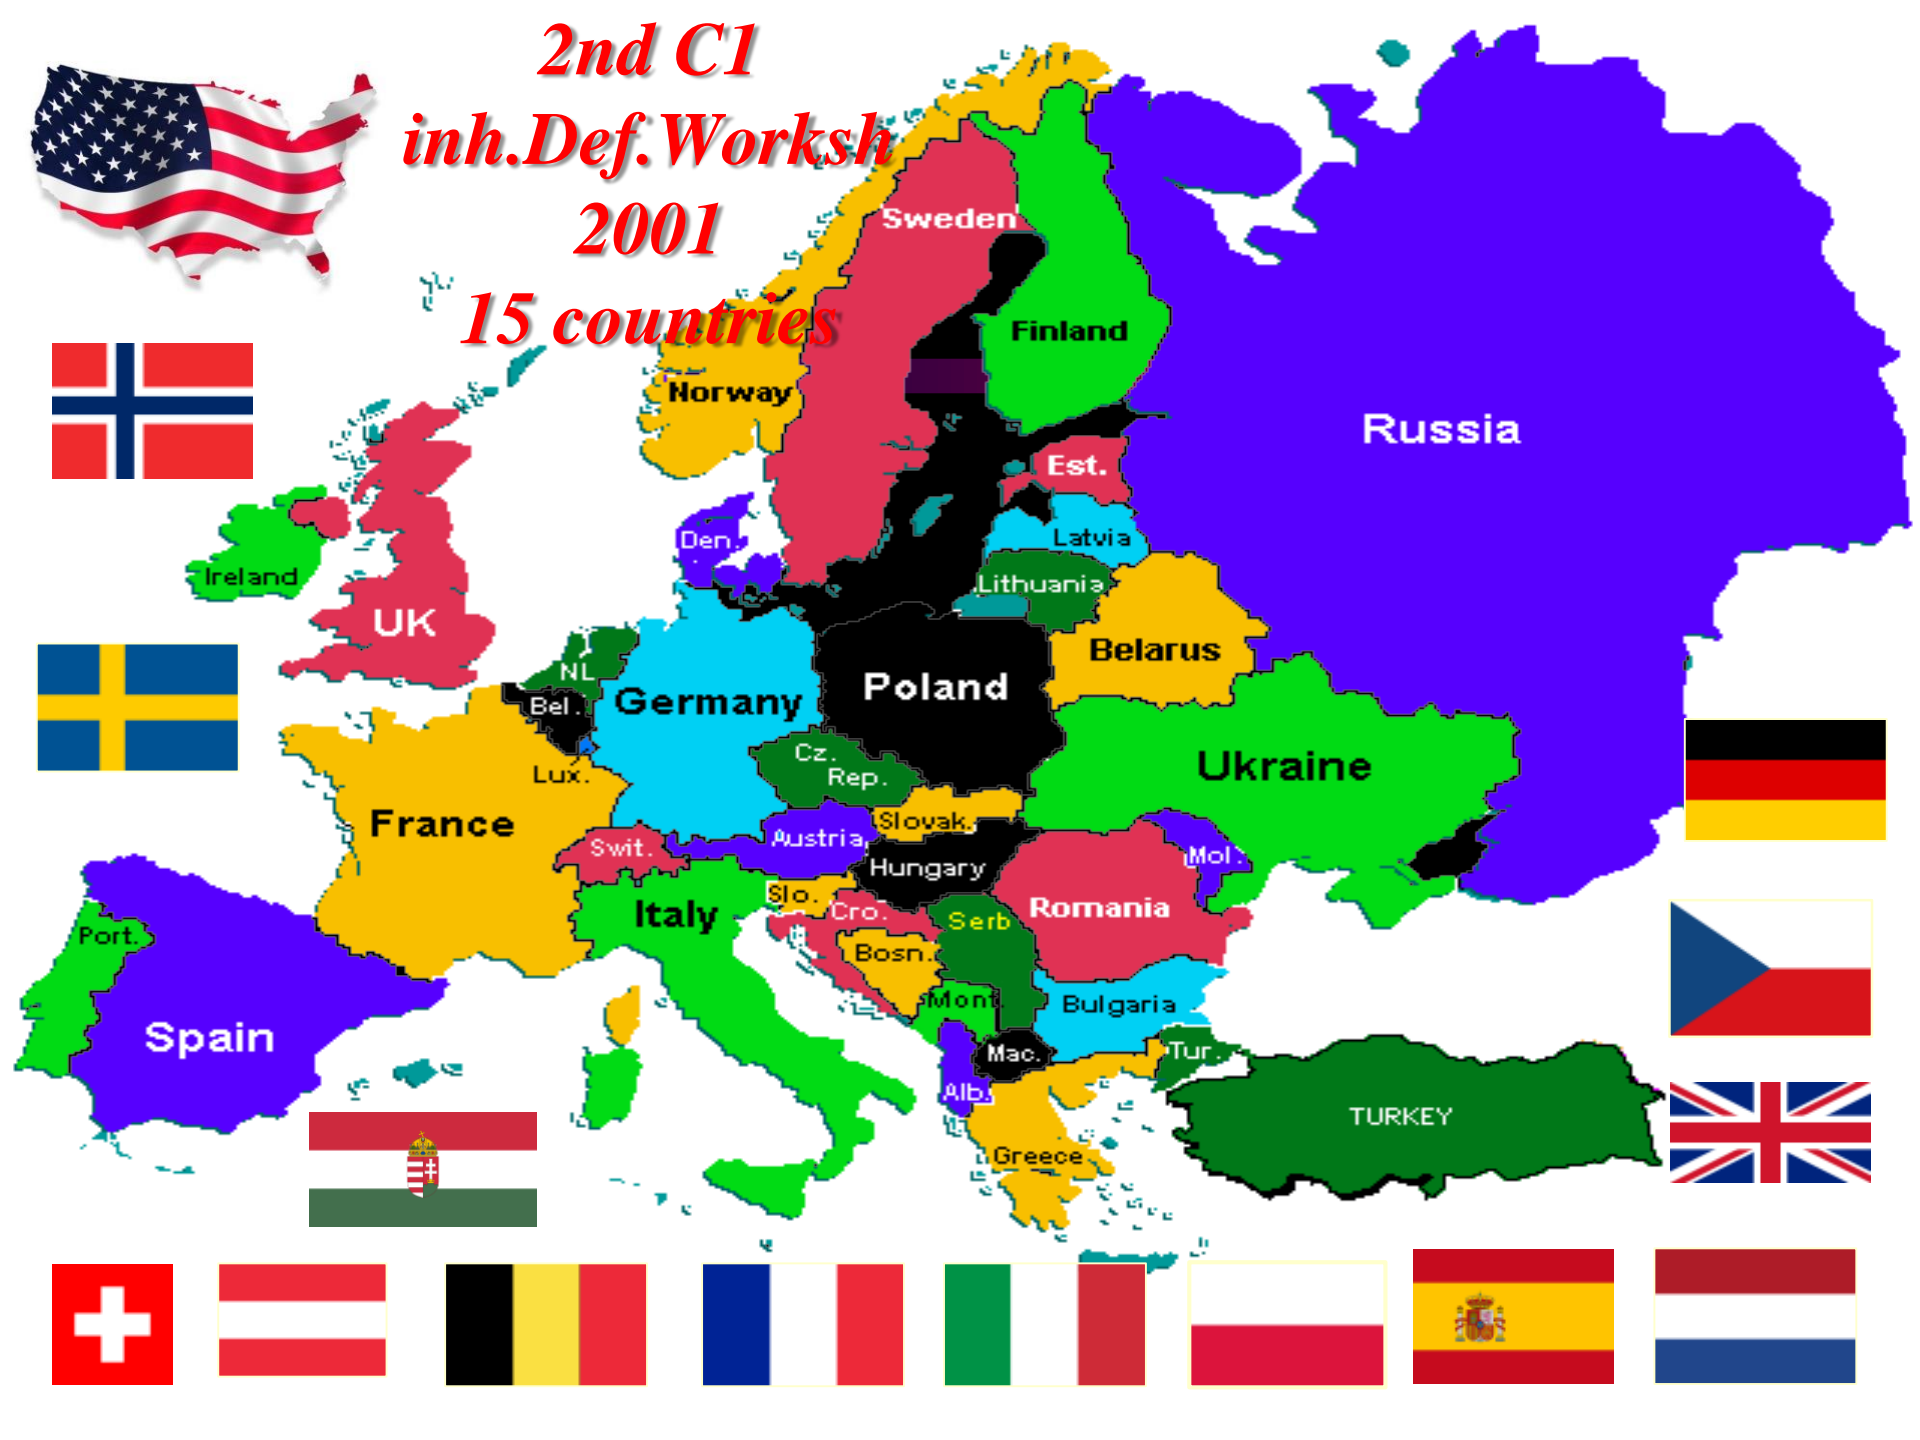 2nd C1
inh.Def.Worksh
2001
15 countries
Sweden
Finland
Norway
Russia
Est.
Den.
Latvia
Ireland
Lithuania
UK
Belarus
NL
Poland
Germany
Bel.
Cz.
Rep.
Ukraine
Lux.
France
Slovak.
Austria
Swit.
Mol.
Hungary
Slo.
Italy
Cro.
Romania
Serb
Port.
Bosn.
Mont.
Bulgaria
Spain
Mac.
Tur.
Alb.
TURKEY
Greece